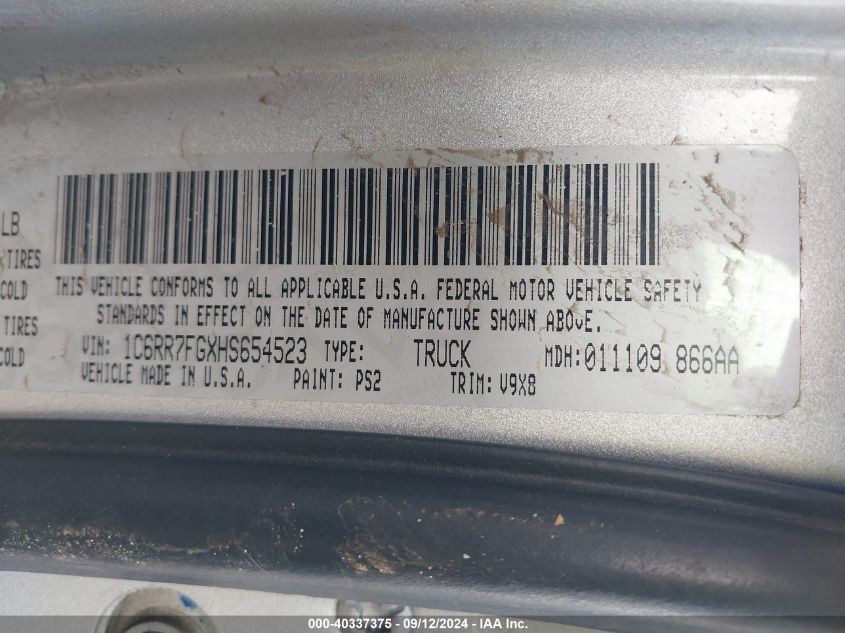 LB
TIRES
COLD
TIRES
COLD
THIS VEHICLE CONFORMS TO ALL APPLICABLE U.S.A. FEDERAL MOTOR VEHICLE SAFETY
STANDARDS IN EFFECT ON THE DATE OF MANUFACTURE SHOWN ABOVE.
VIN: 1C6RR7FGXHS654523 TYPE: TRUCK MDH:011109 866AA
VEHICLE MADE IN U.S.A. PAINT: PS2 TRIM: V9X8
000-40337375 - 09/12/2024 - IAAI.com